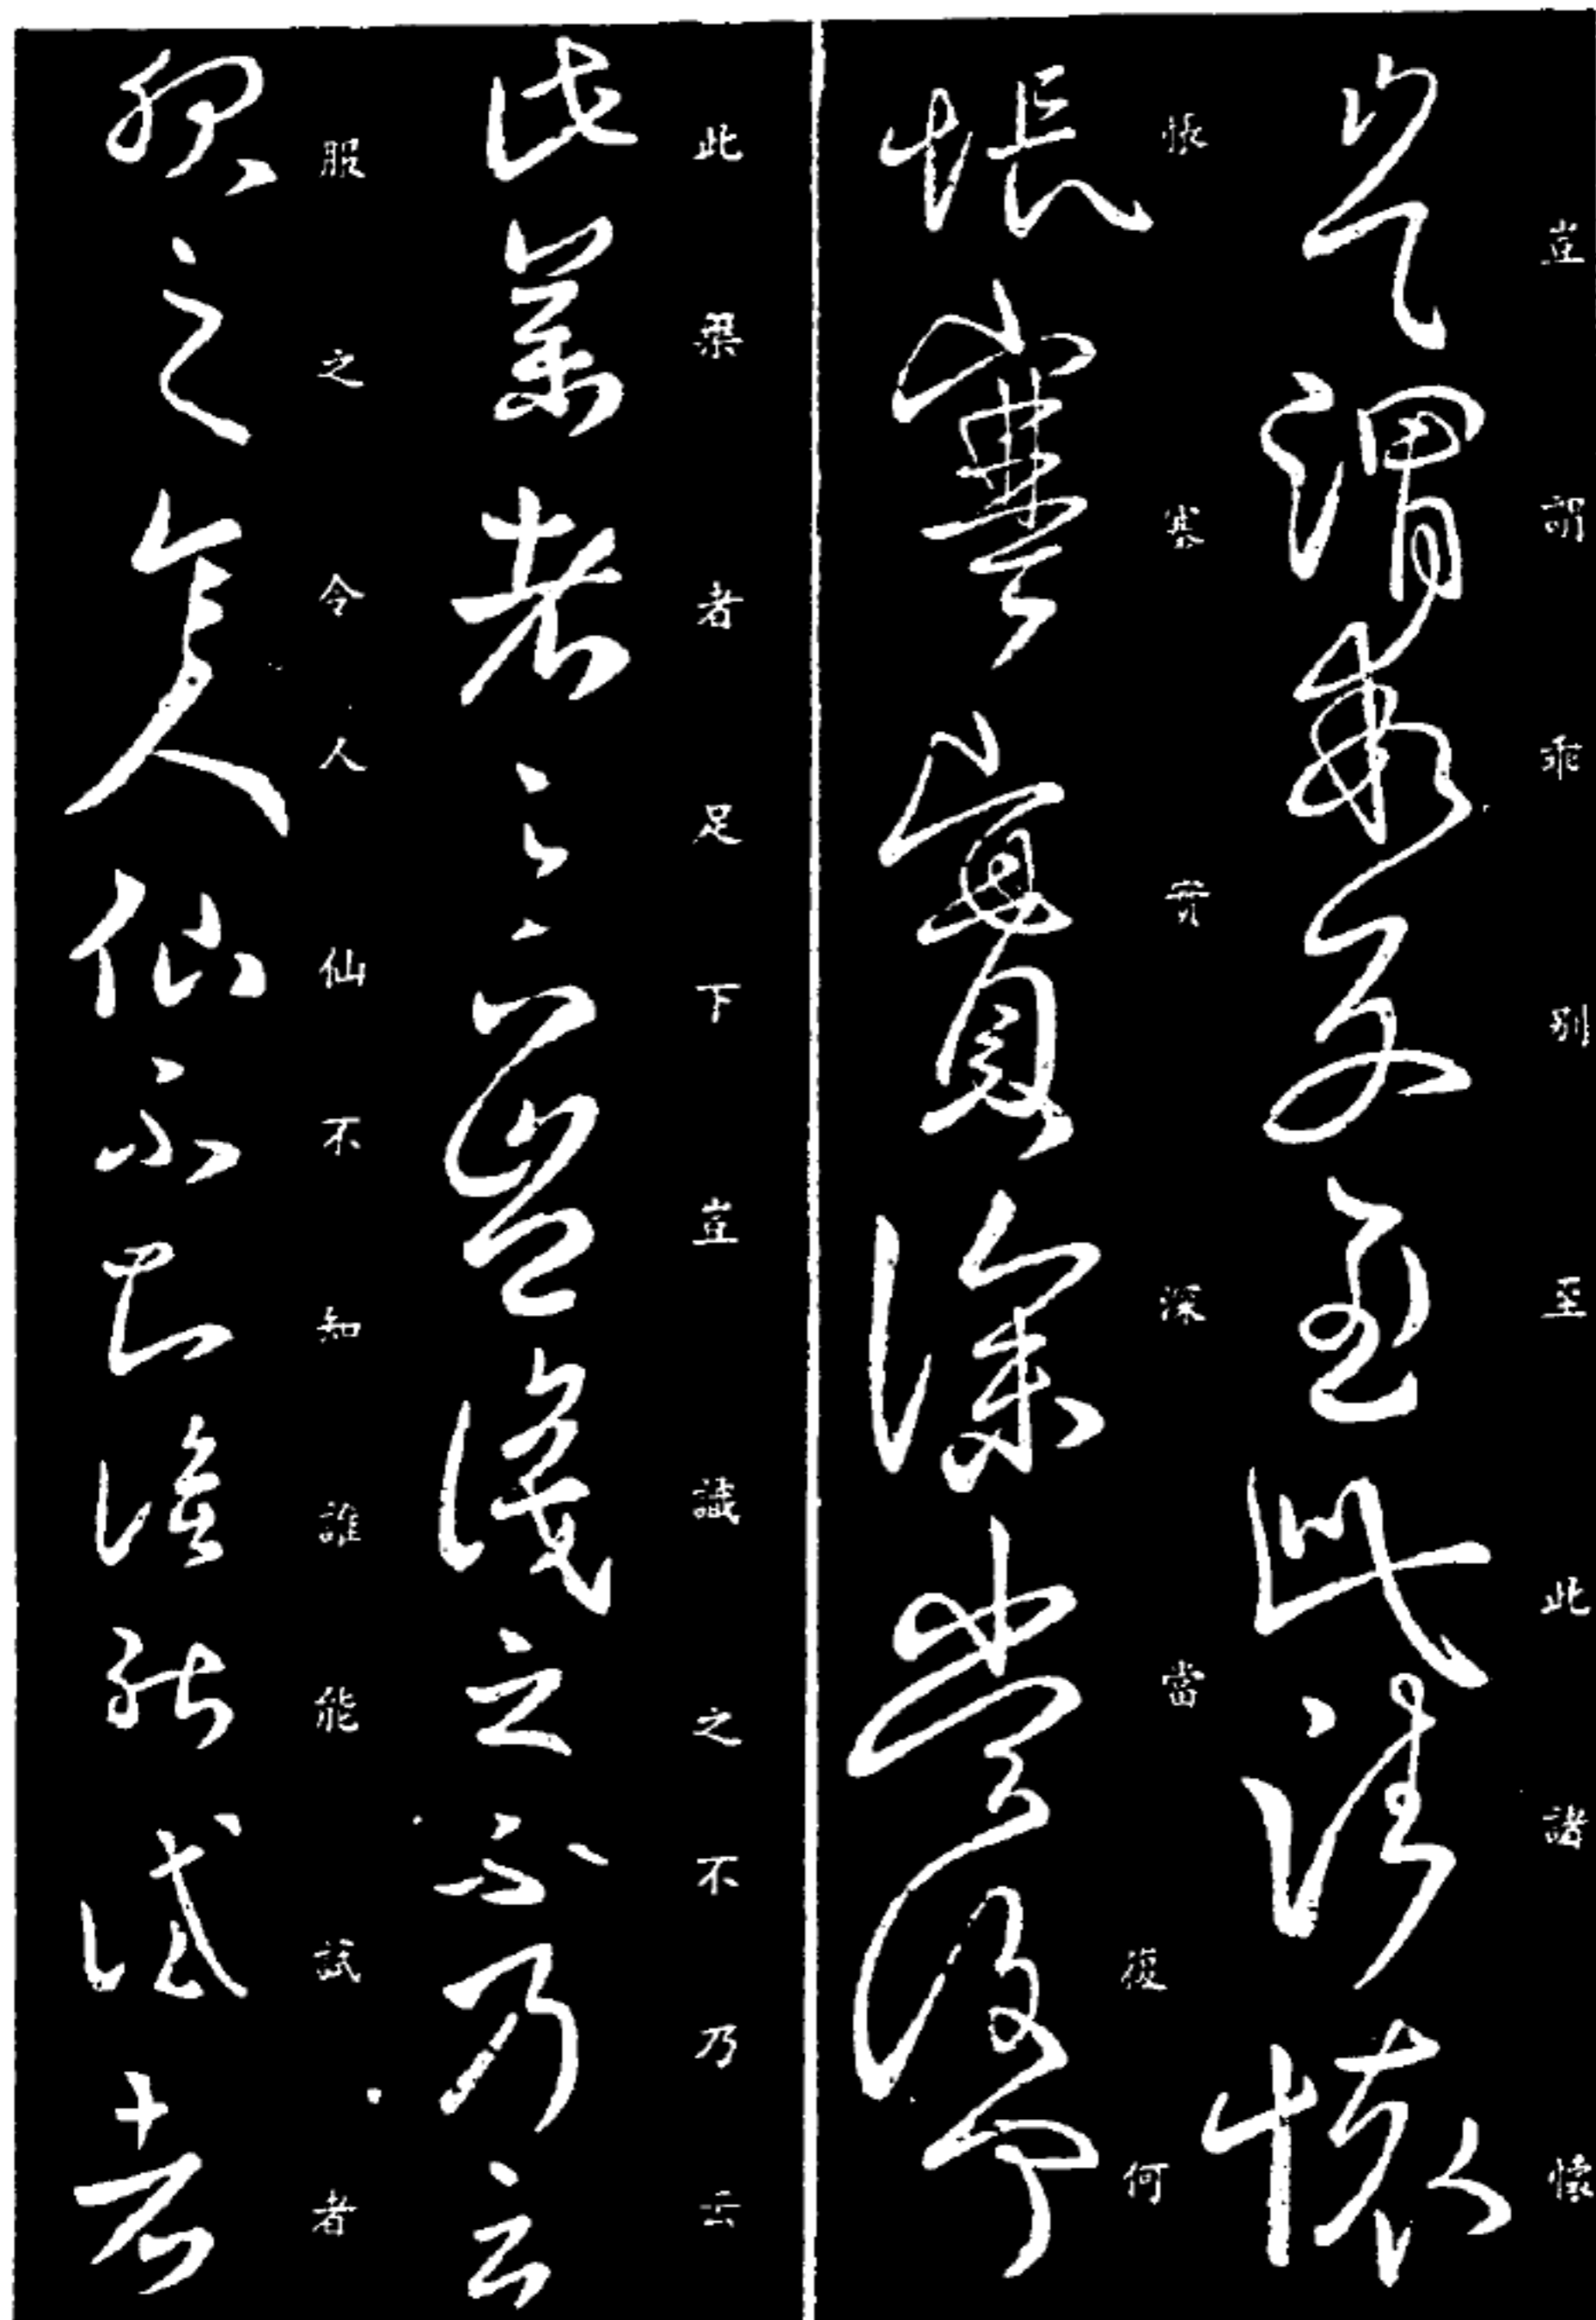 豈謂乖別至此諸懷
豈謂乖別至此諸懷
悵塞實深當復何
悵塞實深當復何
此藥者足下豈識之不乃云
此藥者足下豈識之不乃云
服之令人仙不知誰能試者
服之令人仙不知誰能試者